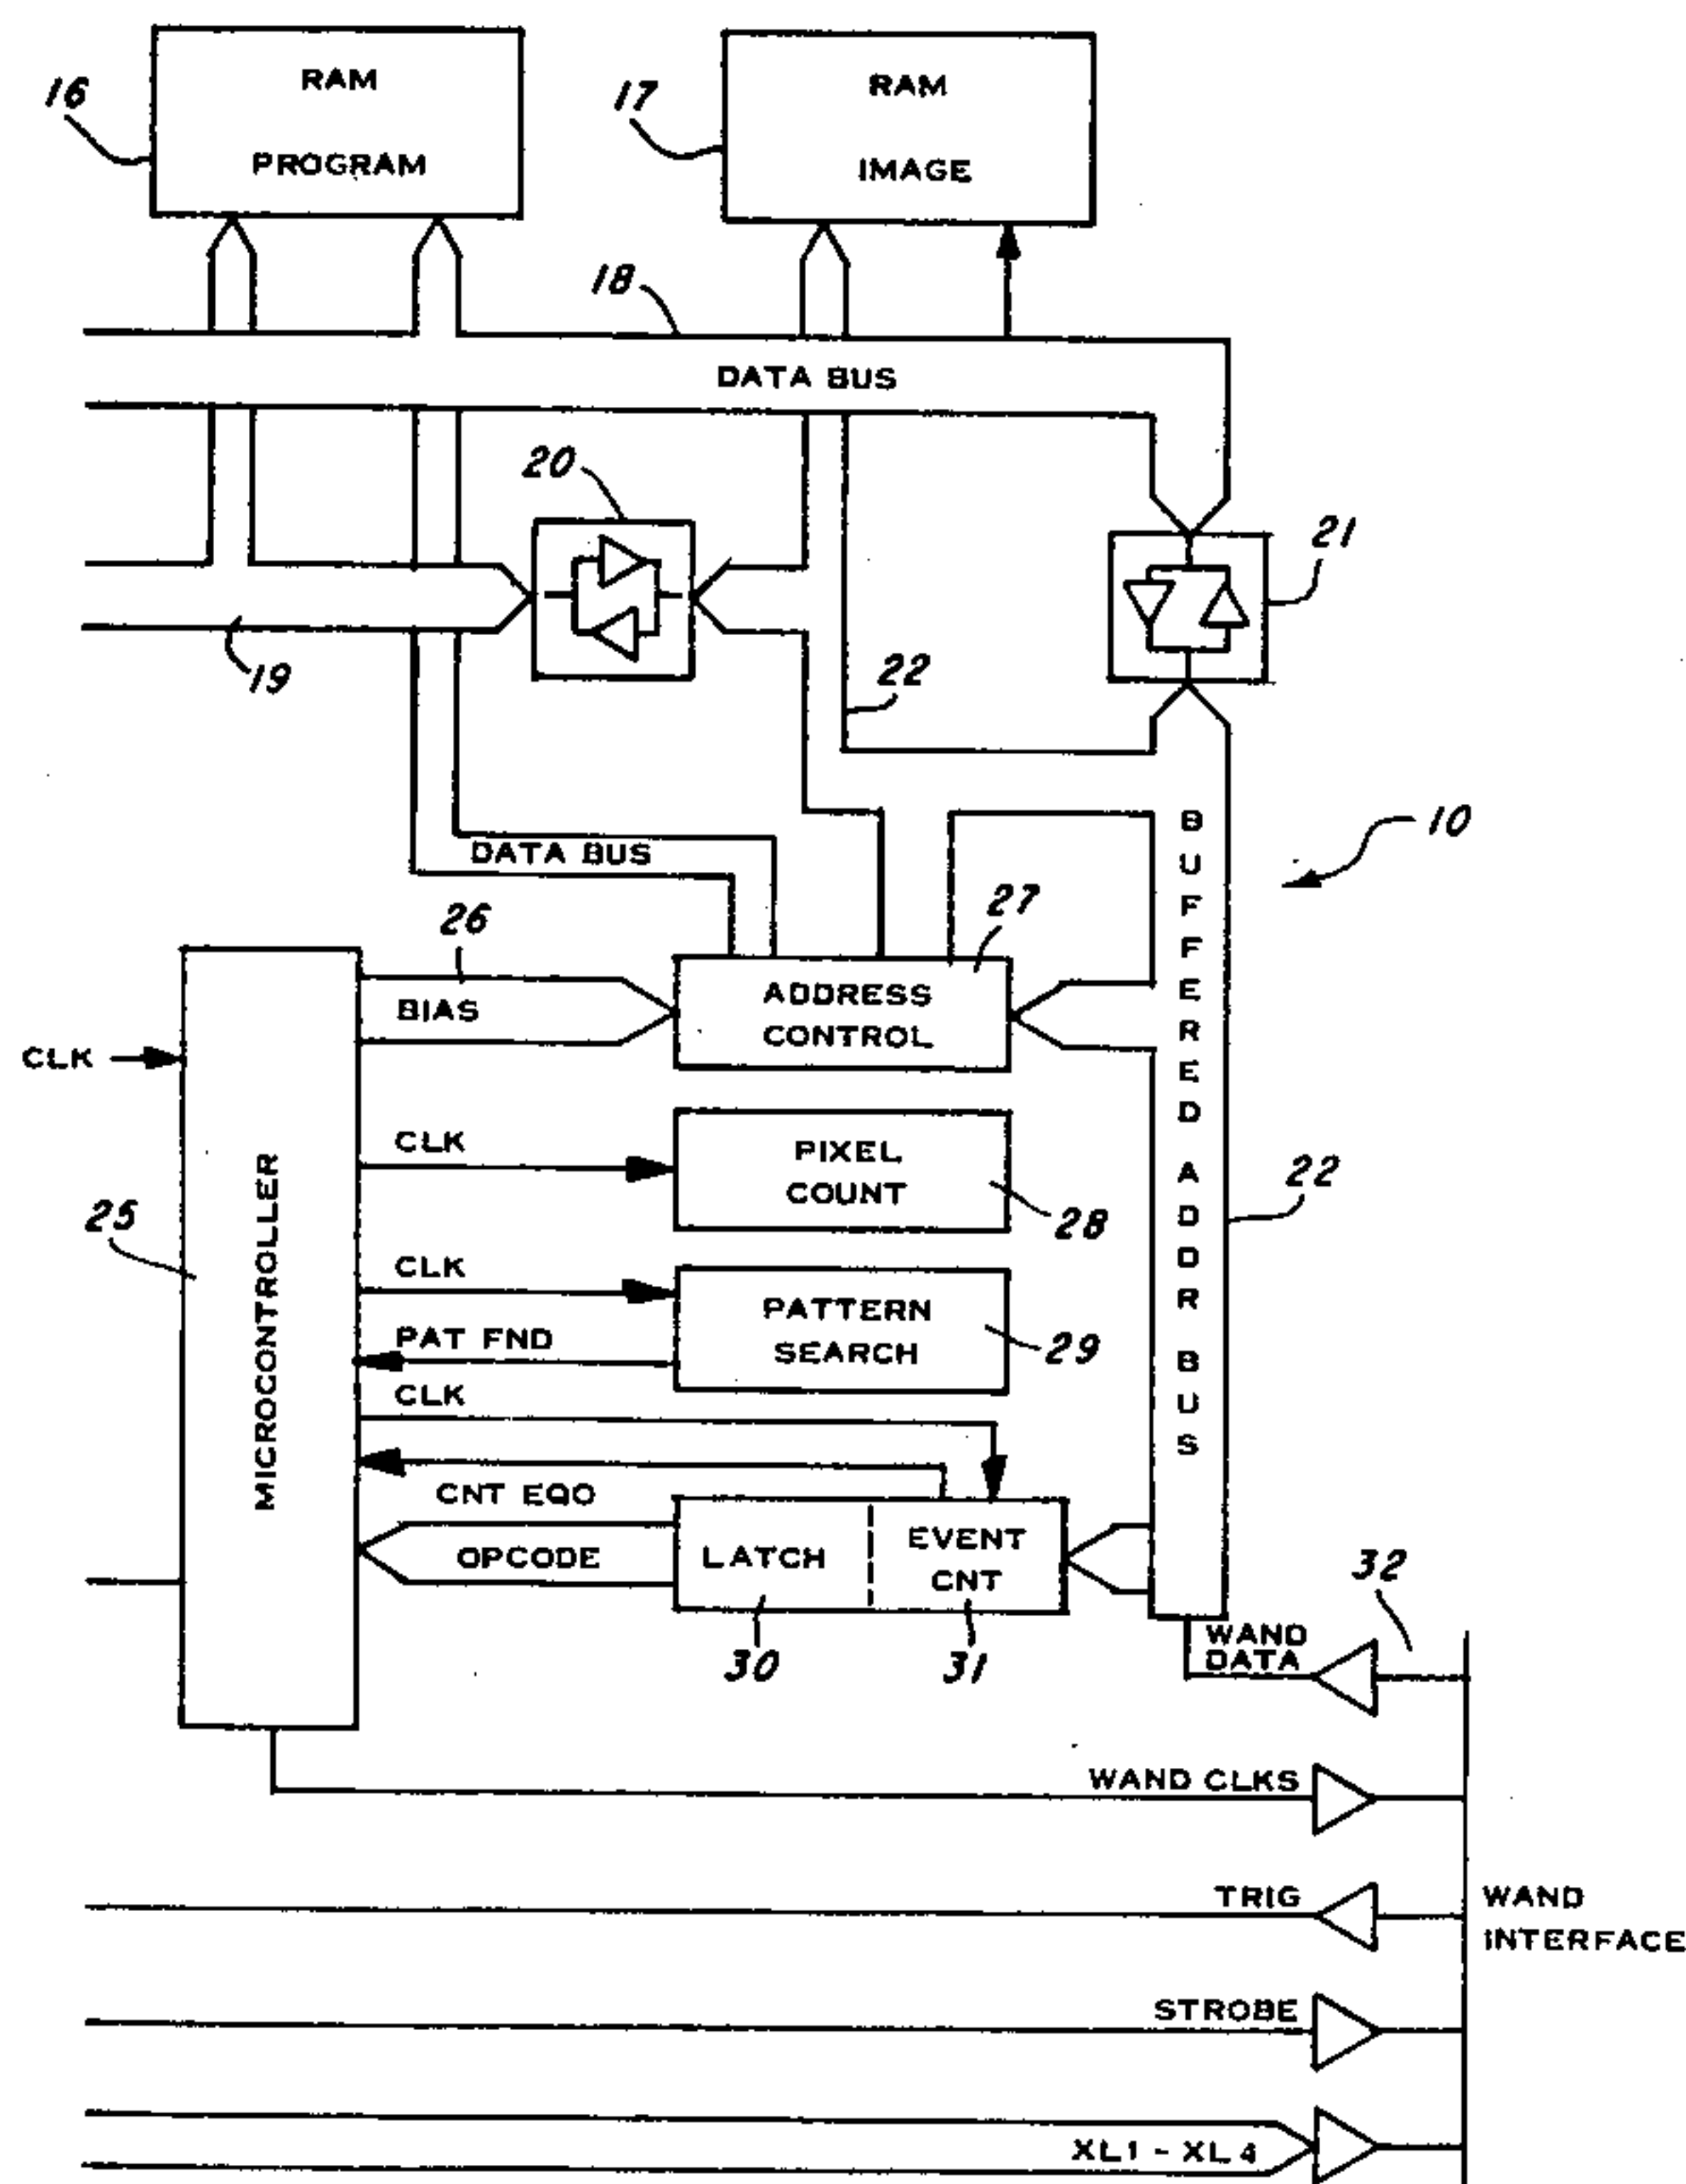 RAM
PROGRAM
16
RAM
IMAGE
17
18
DATA BUS
20
21
19
22
DATA BUS
BUFFERED ADDR BUS
10
26
BIAS
27
ADDRESS
CONTROL
CLK
MICROCONTROLLER
25
CLK
PIXEL
COUNT
28
22
CLK
PATTERN
SEARCH
29
PAT FND
CLK
CNT EQO
OPCODE
LATCH
EVENT
CNT
30
31
32
WAND
DATA
WAND CLKS
TRIG
WAND
INTERFACE
STROBE
XL1 - XL4